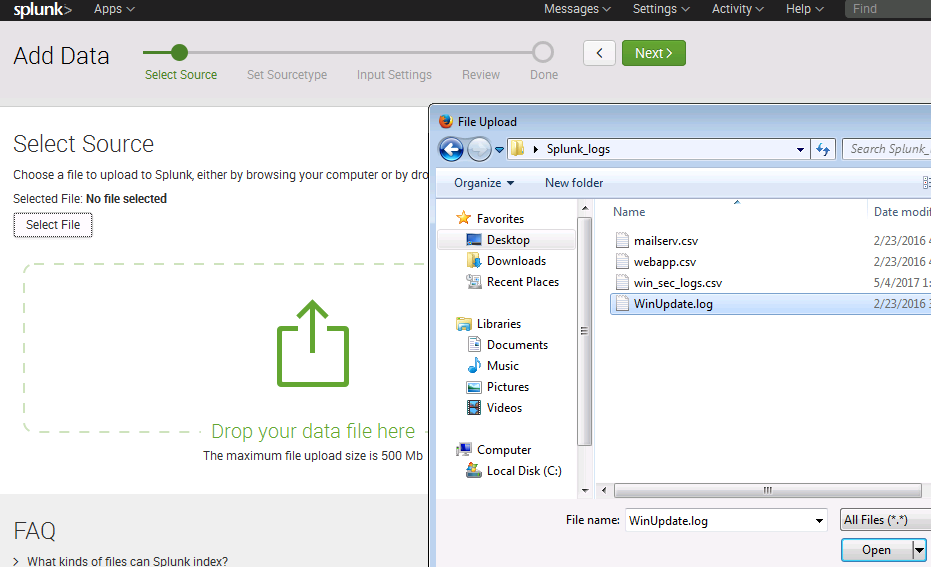 splunk> Apps Messages Settings Activity Help Find
Add Data
Select Source Set Sourcetype Input Settings Review Done
Next >
Select Source
Choose a file to upload to Splunk, either by browsing your computer or by dro
Selected File: No file selected
Select File
Drop your data file here
The maximum file upload size is 500 Mb
FAQ
> What kinds of files can Splunk index?
File Upload
Splunk_logs
Search Splunk_
Organize New folder
Favorites
Desktop
Downloads
Recent Places
Libraries
Documents
Music
Pictures
Videos
Computer
Local Disk (C:)
Name Date modif
mailserv.csv 2/23/2016 4
webapp.csv 2/23/2016 4
win_sec_logs.csv 5/4/2017 1:
WinUpdate.log 2/23/2016 3
File name: WinUpdate.log All Files (*.*)
Open